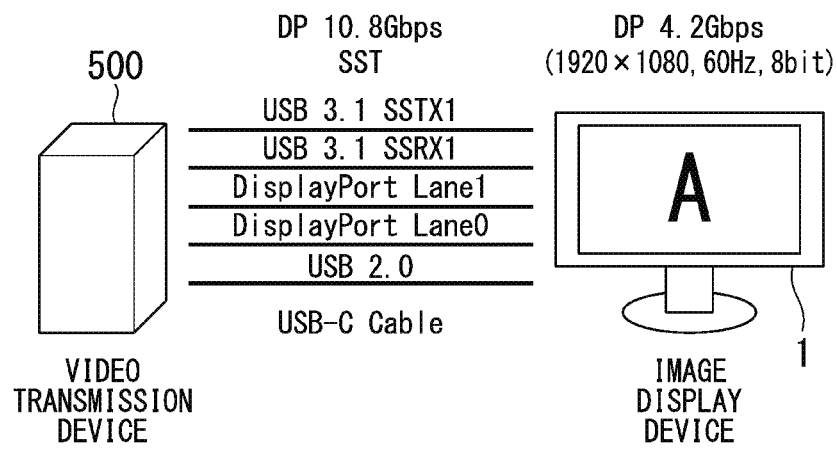 DP 10.8Gbps
SST
DP 4.2Gbps
(1920×1080, 60Hz, 8bit)
500
USB 3.1 SSTX1
USB 3.1 SSRX1
DisplayPort Lane1
DisplayPort Lane0
USB 2.0
USB-C Cable
A
1
VIDEO
TRANSMISSION
DEVICE
IMAGE
DISPLAY
DEVICE